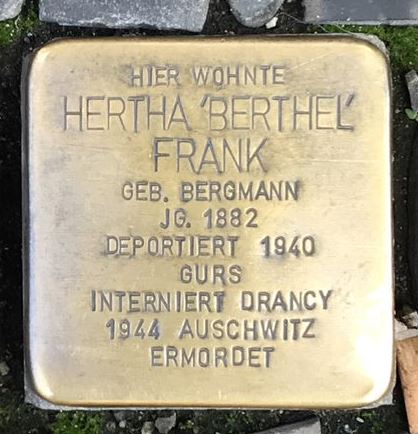 HIER WOHNTE
HERTHA 'BERTHEL'
FRANK
GEB. BERGMANN
JG. 1882
DEPORTIERT 1940
GURS
INTERNIERT DRANCY
1944 AUSCHWITZ
ERMORDET